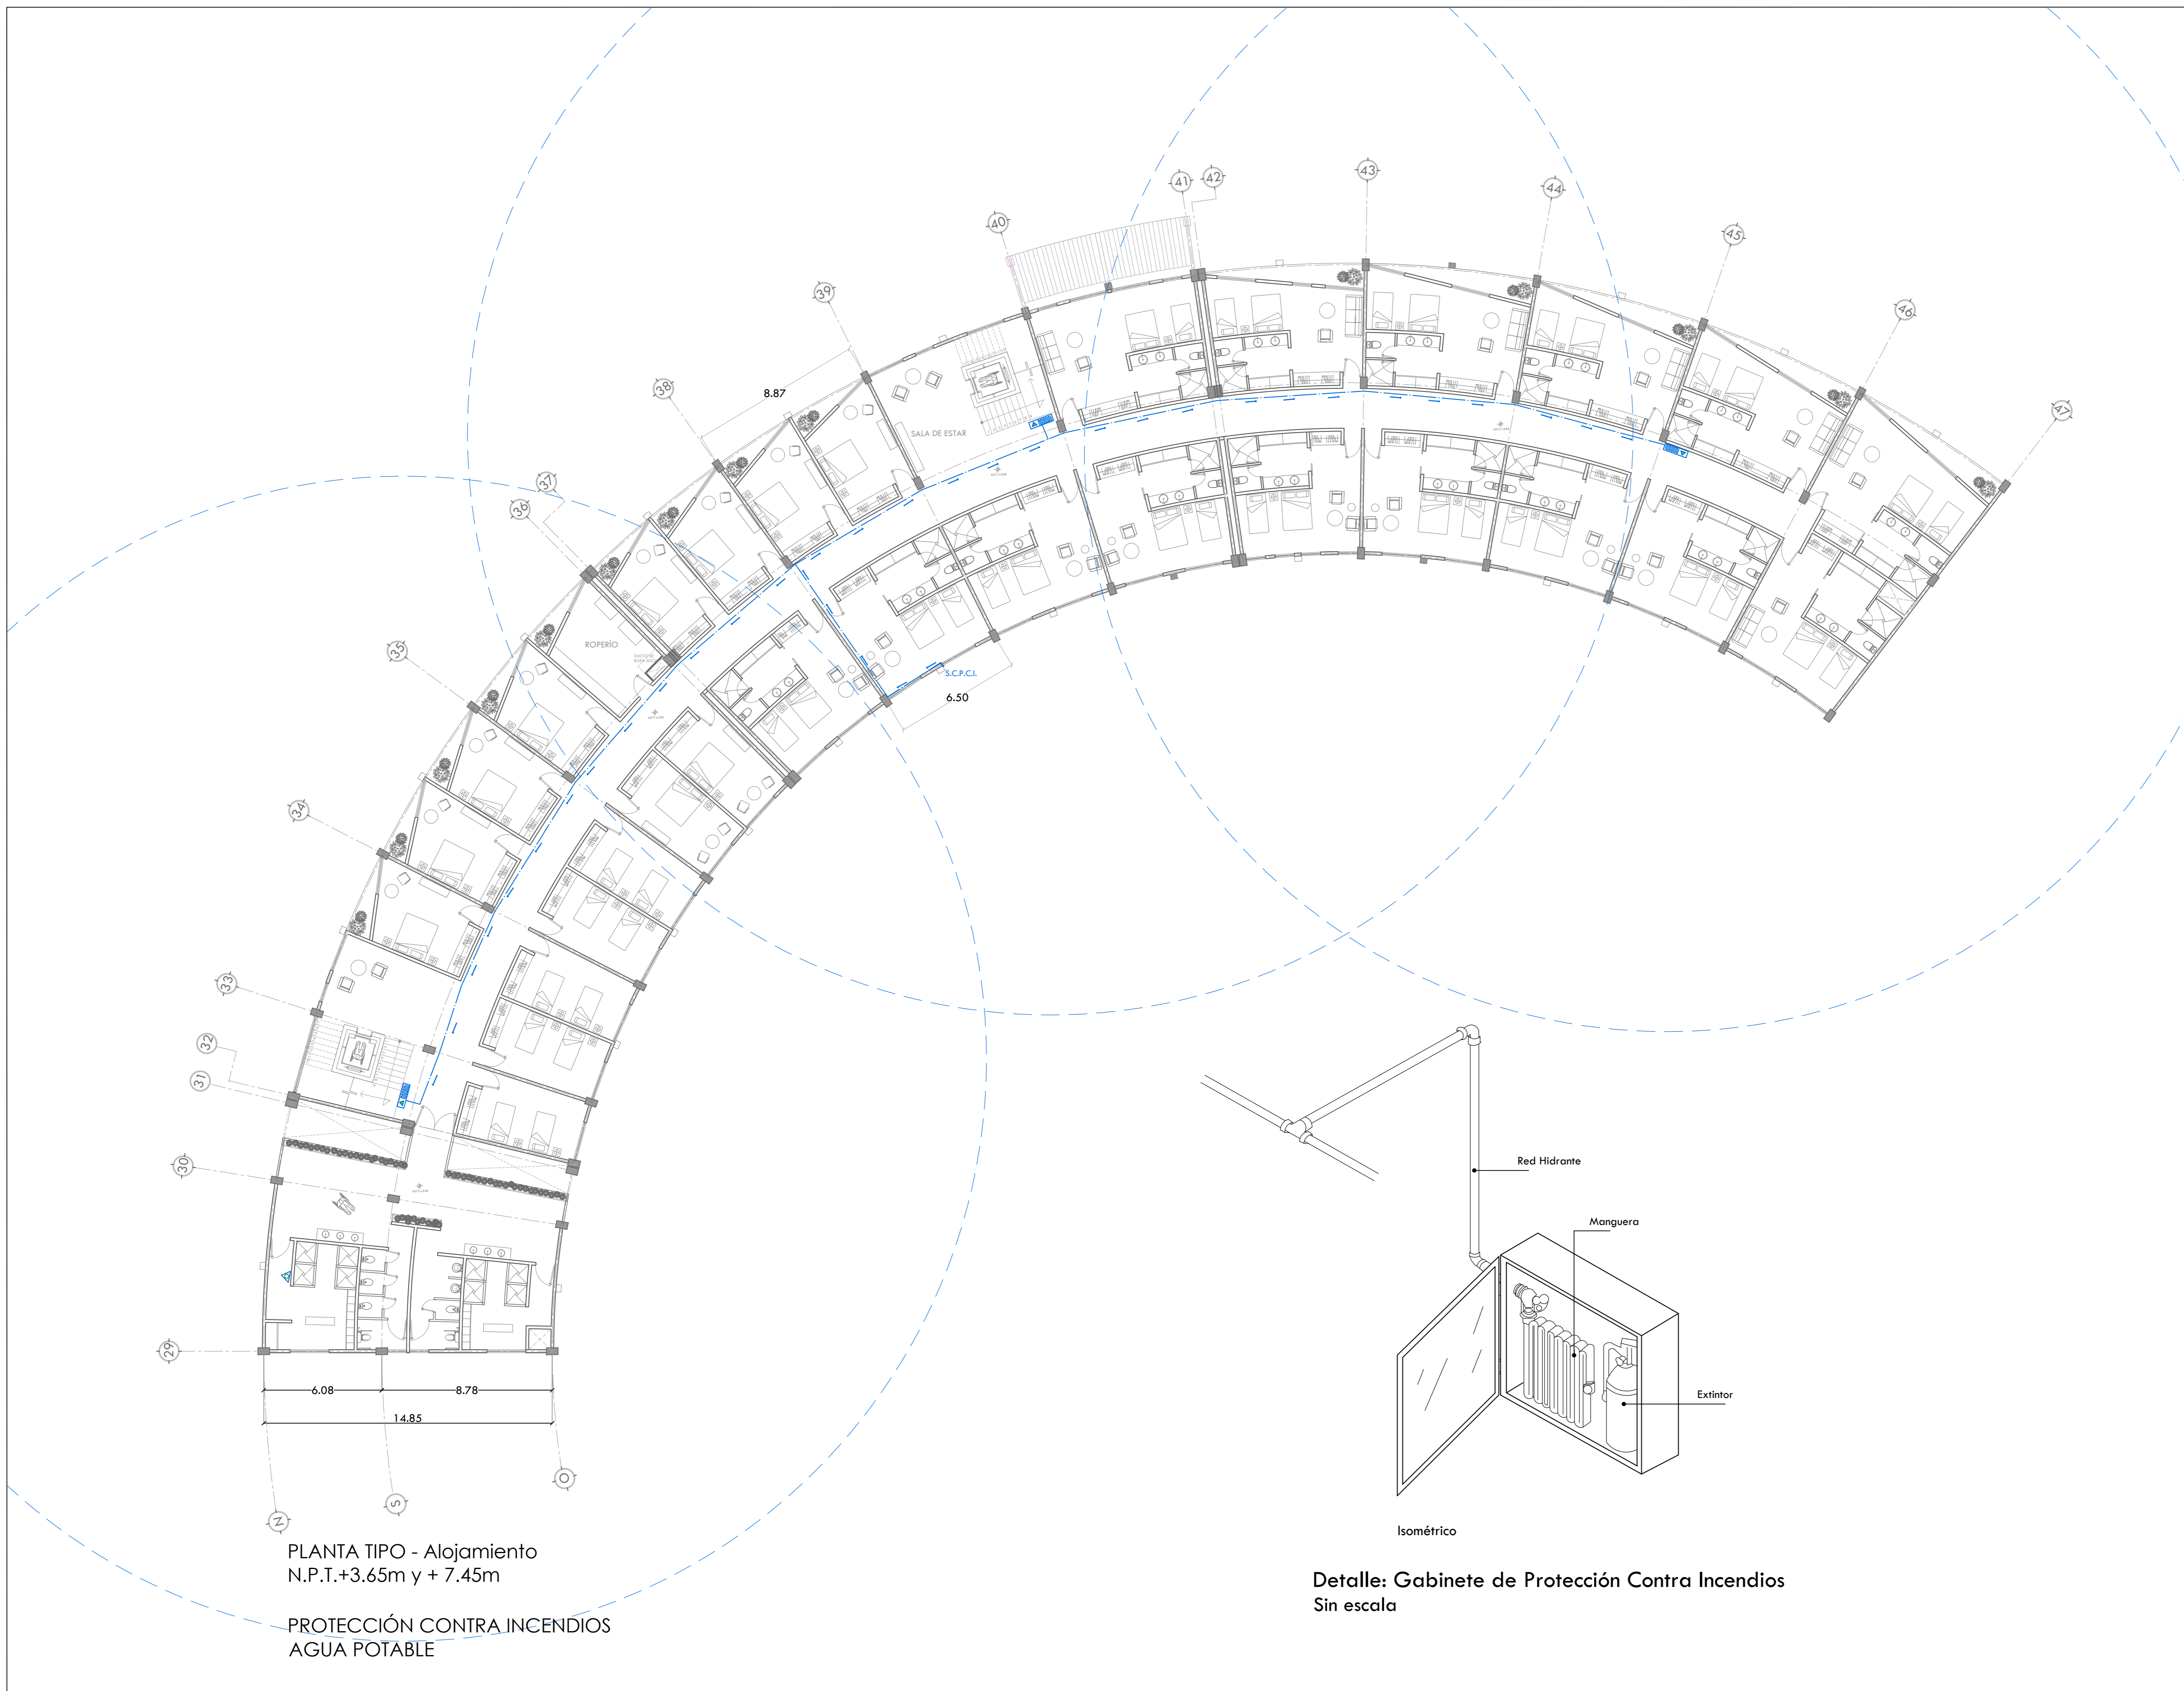 43
42
41
44
40
45
39
46
8.87
38
47
SALA DE ESTAR
37
36
ROPERÍO
35
S.C.P.C.I.
6.50
34
33
32
31
30
29
6.08
8.78
14.85
O
S
N
PLANTA TIPO - Alojamiento
N.P.T.+3.65m y + 7.45m
PROTECCIÓN CONTRA INCENDIOS
AGUA POTABLE
Red Hidrante
Manguera
Extintor
Isométrico
Detalle: Gabinete de Protección Contra Incendios
Sin escala